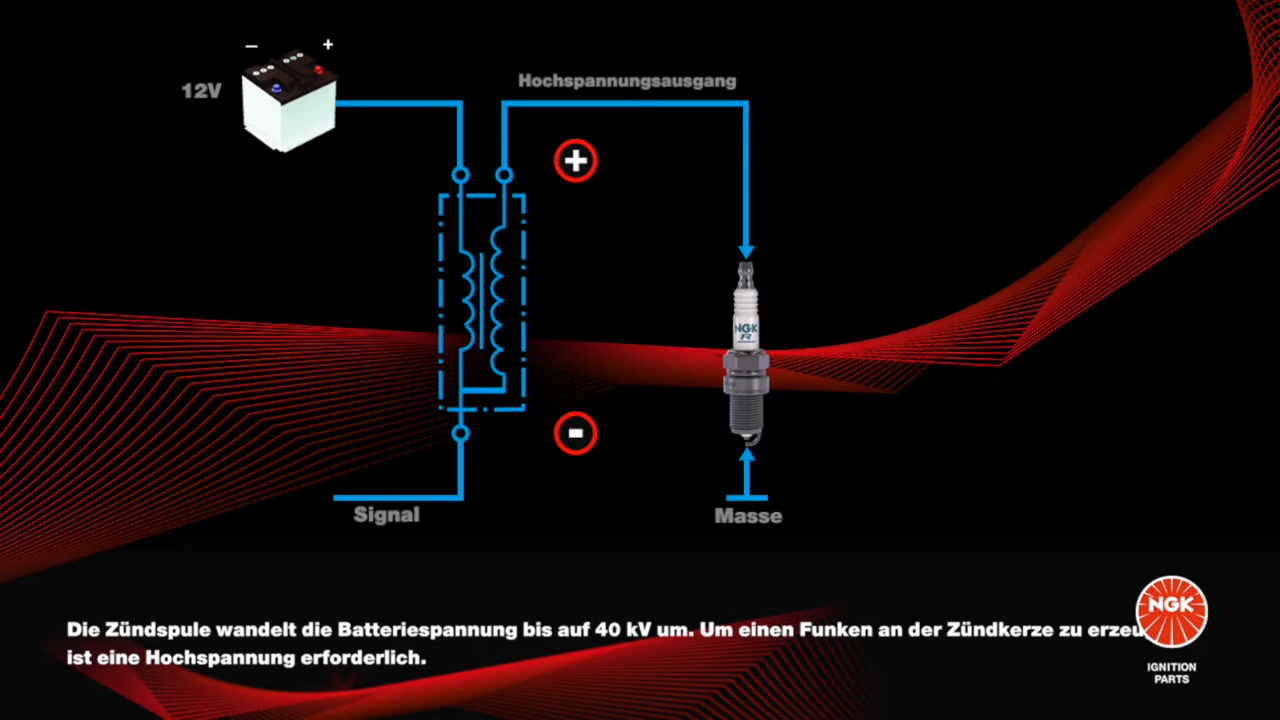 − +
12V
Hochspannungsausgang
+
NGK
R
-
Signal
Masse
Die Zündspule wandelt die Batteriespannung bis auf 40 kV um. Um einen Funken an der Zündkerze zu erzeu
ist eine Hochspannung erforderlich.
NGK
IGNITION
PARTS